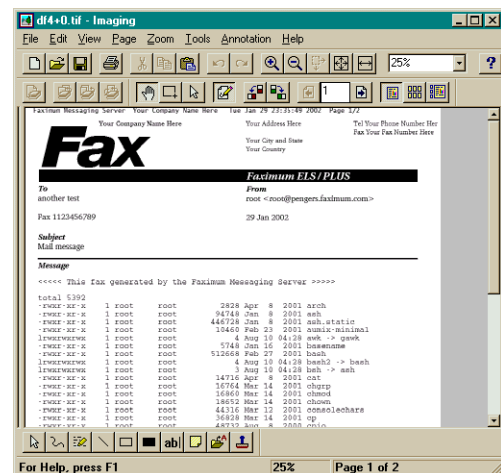 df4+0.tif - Imaging
File Edit View Page Zoom Tools Annotation Help
25%
1
Faximum Messaging Server Your Company Name Here Tue Jan 29 23:35:49 2002 Page 1/2
Your Company Name Here Your Address Here Tel Your Phone Number Her
Fax Your Fax Number Here
Your City and State
Your Country
Fax
Faximum ELS/PLUS
To From
another test root <root@pengers.faximum.com>
Fax 1123456789 29 Jan 2002
Subject
Mail message
Message
<<<<< This fax generated by the Faximum Messaging Server >>>>>
total 5392
-rwxr-xr-x 1 root root 2828 Apr 8 2001 arch
-rwxr-xr-x 1 root root 94748 Jan 8 2001 ash
-rwxr-xr-x 1 root root 446728 Jan 8 2001 ash.static
-rwxr-xr-x 1 root root 10460 Feb 23 2001 aumix-minimal
lrwxrwxrwx 1 root root 4 Aug 10 04:28 awk -> gawk
-rwxr-xr-x 1 root root 5748 Jan 16 2001 basename
-rwxr-xr-x 1 root root 512668 Feb 27 2001 bash
lrwxrwxrwx 1 root root 4 Aug 10 04:28 bash2 -> bash
lrwxrwxrwx 1 root root 3 Aug 10 04:28 bsh -> ash
-rwxr-xr-x 1 root root 14716 Apr 8 2001 cat
-rwxr-xr-x 1 root root 16764 Mar 14 2001 chgrp
-rwxr-xr-x 1 root root 16860 Mar 14 2001 chmod
-rwxr-xr-x 1 root root 18652 Mar 14 2001 chown
-rwxr-xr-x 1 root root 44316 Mar 12 2001 consolechars
-rwxr-xr-x 1 root root 36828 Mar 14 2001 cp
-rwxr-xr-x 1 root root 48732 Aug 8 2000 cpio
ab
For Help, press F1 25% Page 1 of 2